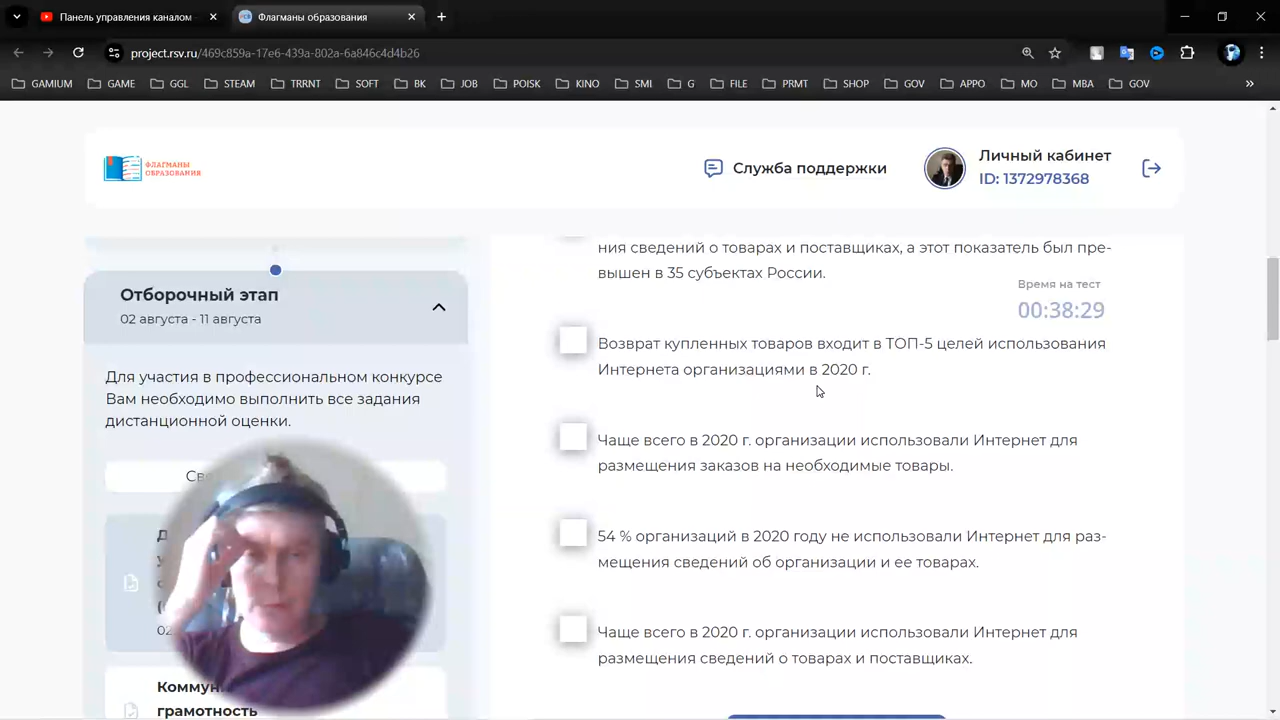 Панель управления каналом
Флагманы образования
project.rsv.ru/469c859a-17e6-439a-802a-6a846c4d4b26
GAMIUM
GAME
GGL
STEAM
TRRNT
SOFT
BK
JOB
POISK
KINO
SMI
G
FILE
PRMT
SHOP
GOV
APPO
MO
MBA
GOV
ФЛАГМАНЫ
ОБРАЗОВАНИЯ
Служба поддержки
Личный кабинет
ID: 1372978368
Отборочный этап
02 августа - 11 августа
Для участия в профессиональном конкурсе
Вам необходимо выполнить все задания
дистанционной оценки.
Коммун
грамотность
ния сведений о товарах и поставщиках, а этот показатель был пре-
вышен в 35 субъектах России.
Время на тест
00:38:29
Возврат купленных товаров входит в ТОП-5 целей использования
Интернета организациями в 2020 г.
Чаще всего в 2020 г. организации использовали Интернет для
размещения заказов на необходимые товары.
54 % организаций в 2020 году не использовали Интернет для раз-
мещения сведений об организации и ее товарах.
Чаще всего в 2020 г. организации использовали Интернет для
размещения сведений о товарах и поставщиках.